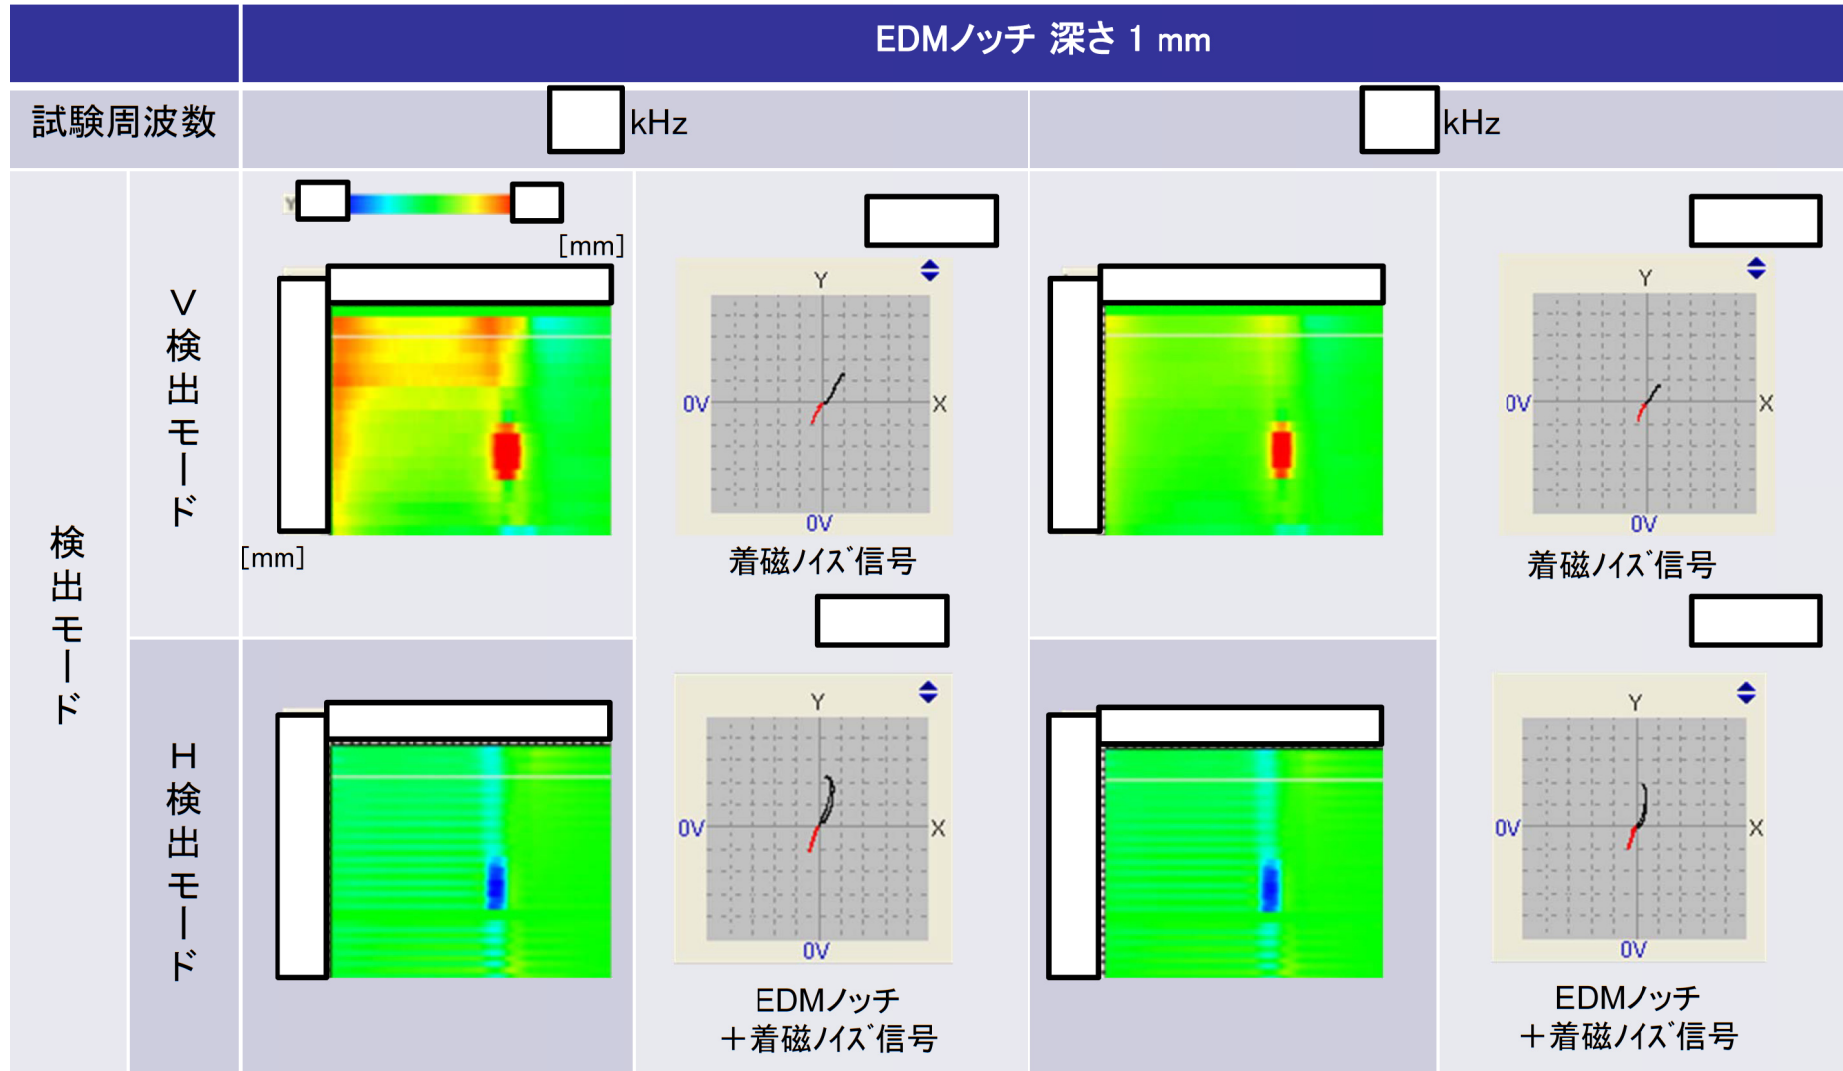 EDMノッチ 深さ 1 mm
試験周波数
kHz
kHz
検出モード
V検出モード
Y
[mm]
[mm]
Y
0V
X
0V
着磁ノイズ信号
Y
0V
X
0V
着磁ノイズ信号
H検出モード
Y
0V
X
0V
EDMノッチ
＋着磁ノイズ信号
Y
0V
X
0V
EDMノッチ
＋着磁ノイズ信号